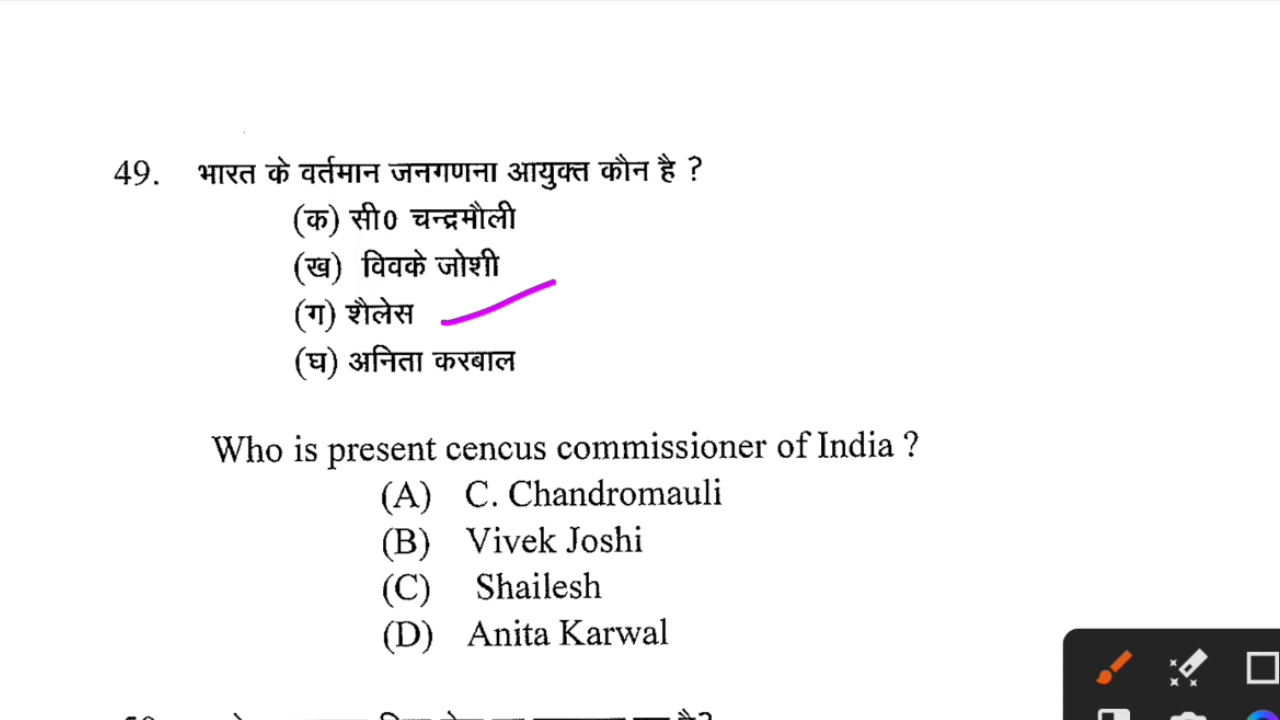 49. भारत के वर्तमान जनगणना आयुक्त कौन है ?
(क) सी0 चन्द्रमौली
(ख) विवके जोशी
(ग) शैलेस
(घ) अनिता करबाल
Who is present cencus commissioner of India ?
(A) C. Chandromauli
(B) Vivek Joshi
(C) Shailesh
(D) Anita Karwal